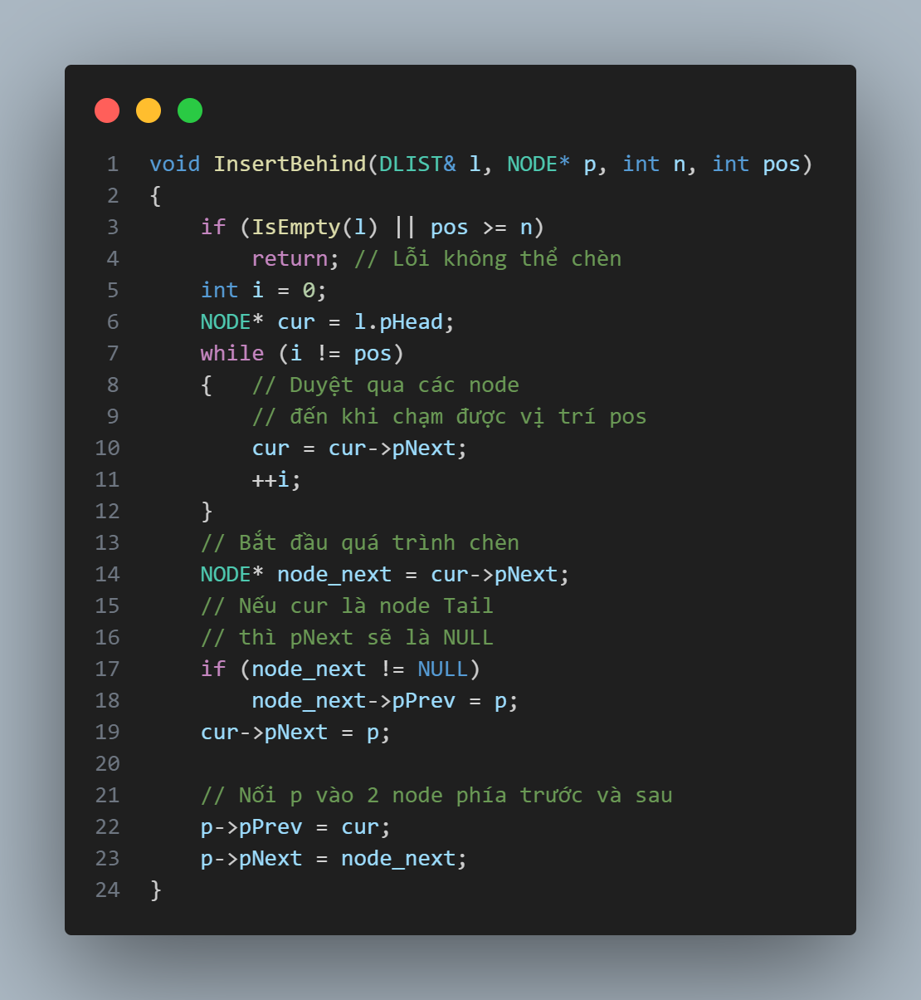 1 void InsertBehind(DLIST& l, NODE* p, int n, int pos)
2 {
3     if (IsEmpty(l) || pos >= n)
4         return; // Lỗi không thể chèn
5     int i = 0;
6     NODE* cur = l.pHead;
7     while (i != pos)
8     {   // Duyệt qua các node
9         // đến khi chạm được vị trí pos
10         cur = cur->pNext;
11         ++i;
12     }
13     // Bắt đầu quá trình chèn
14     NODE* node_next = cur->pNext;
15     // Nếu cur là node Tail
16     // thì pNext sẽ là NULL
17     if (node_next != NULL)
18         node_next->pPrev = p;
19     cur->pNext = p;
20
21     // Nối p vào 2 node phía trước và sau
22     p->pPrev = cur;
23     p->pNext = node_next;
24 }